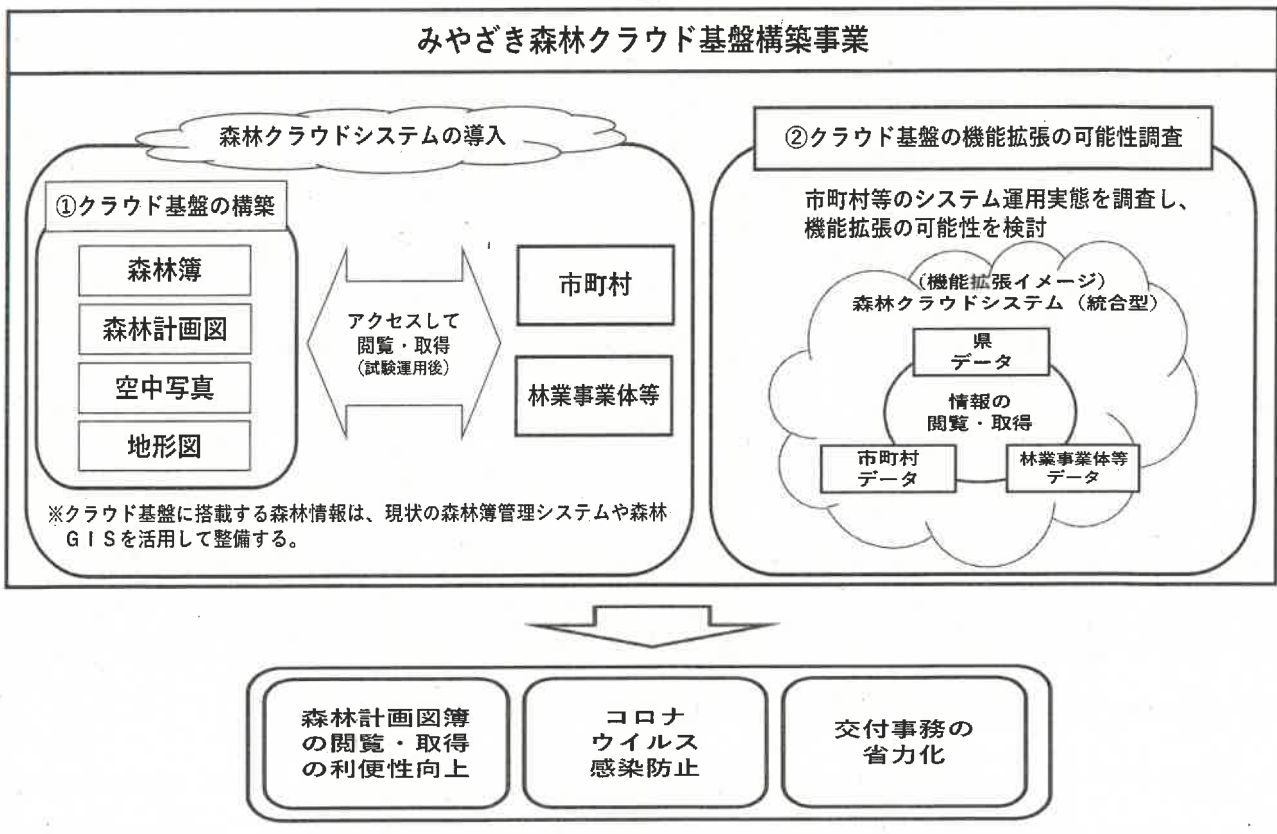 みやざき森林クラウド基盤構築事業
森林クラウドシステムの導入
①クラウド基盤の構築
森林簿
森林計画図
空中写真
地形図
アクセスして
閲覧・取得
（試験運用後）
市町村
林業事業体等
※クラウド基盤に搭載する森林情報は、現状の森林簿管理システムや森林
ＧＩＳを活用して整備する。
②クラウド基盤の機能拡張の可能性調査
市町村等のシステム運用実態を調査し、
機能拡張の可能性を検討
（機能拡張イメージ）
森林クラウドシステム（統合型）
県
データ
情報の
閲覧・取得
市町村
データ
林業事業体等
データ
森林計画図簿
の閲覧・取得
の利便性向上
コロナ
ウイルス
感染防止
交付事務の
省力化